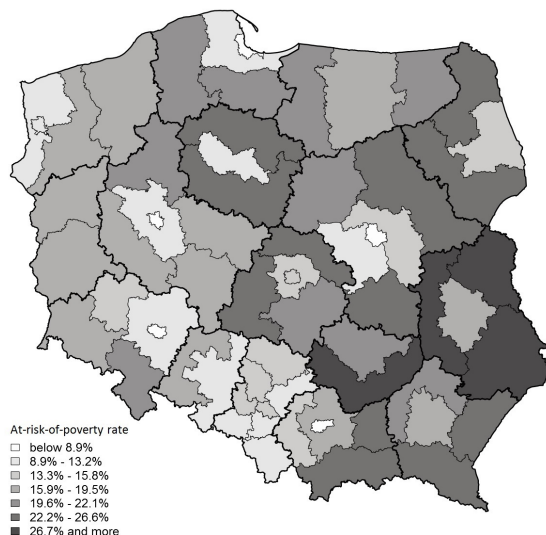 At-risk-of-poverty rate
below 8.9%
8.9% - 13.2%
13.3% - 15.8%
15.9% - 19.5%
19.6% - 22.1%
22.2% - 26.6%
26.7% and more